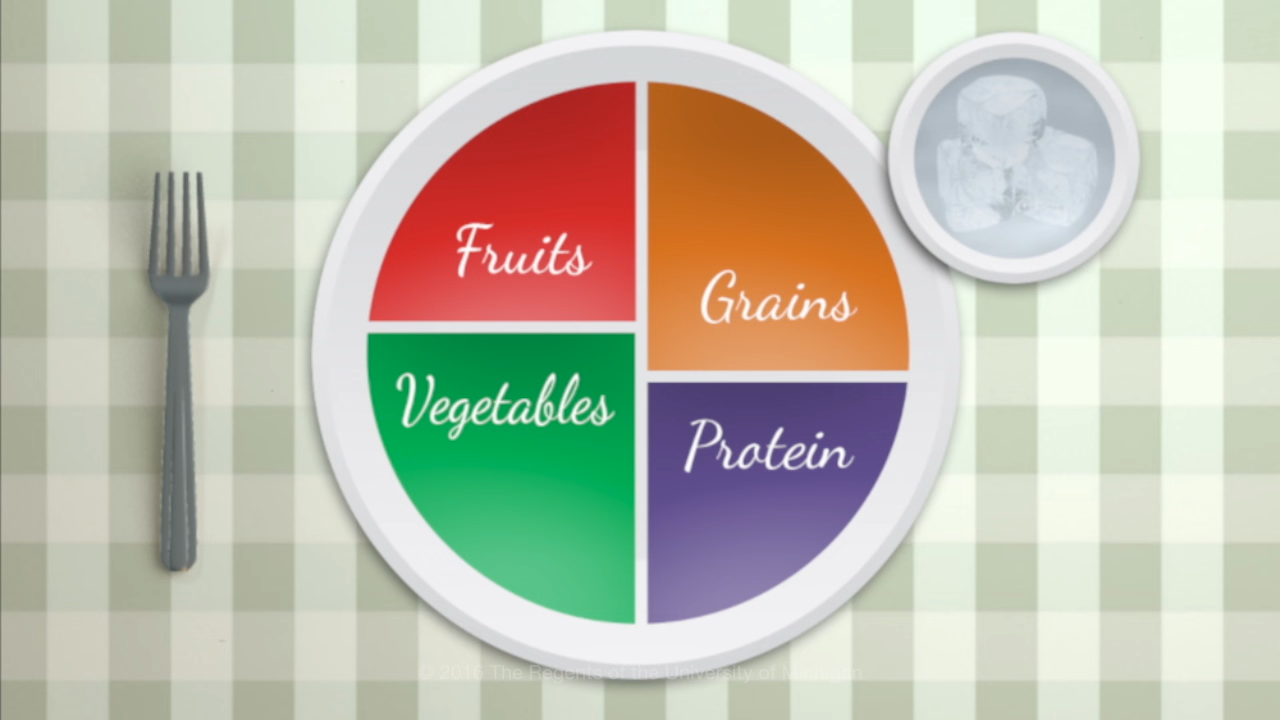 Fruits
Grains
Vegetables
Protein
© 2016 The Regents of the University of Michigan